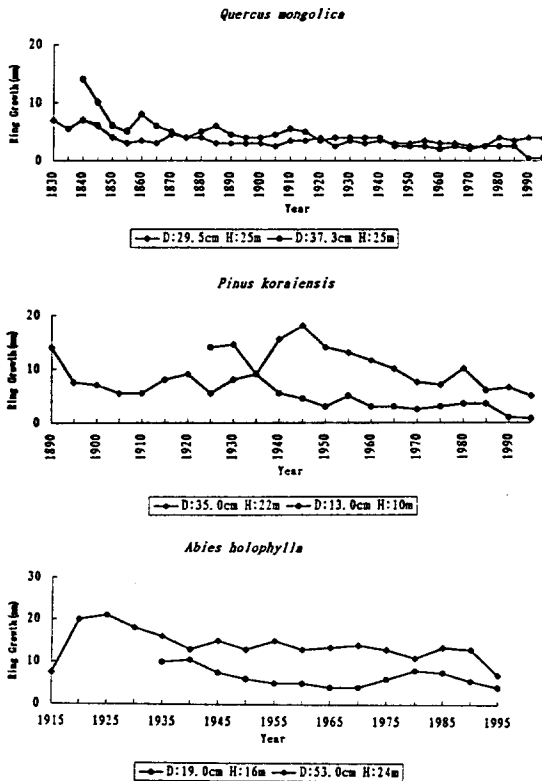 Quercus mongolica
20
10
0
Ring Growth(mm)
1830 1840 1850 1860 1870 1880 1890 1900 1910 1920 1930 1940 1950 1960 1970 1980 1990
Year
D:29.5cm H:25m D:37.3cm H:25m
Pinus koraiensis
20
10
0
Ring Growth(mm)
1890 1900 1910 1920 1930 1940 1950 1960 1970 1980 1990
Year
D:35.0cm H:22m D:13.0cm H:10m
Abies holophylla
30
20
10
0
Ring Growth(mm)
1915 1925 1935 1945 1955 1965 1975 1985 1995
Year
D:19.0cm H:16m D:53.0cm H:24m